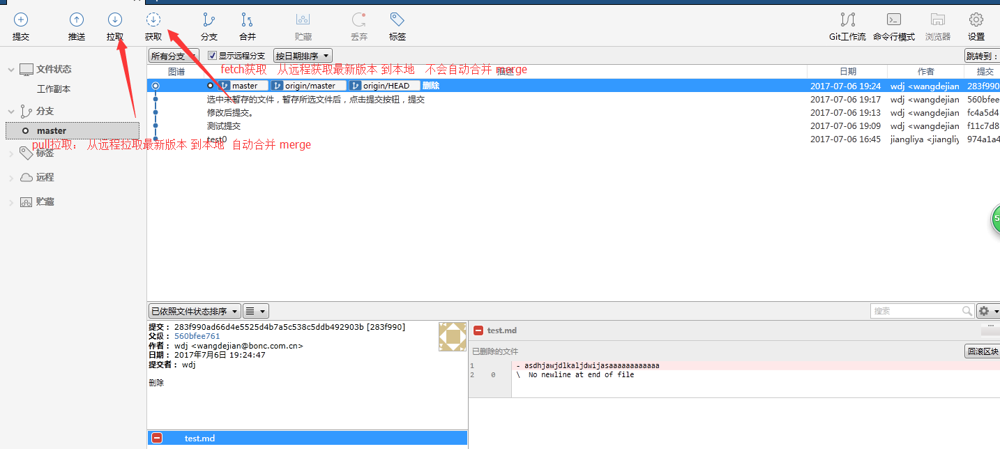 提交 推送 拉取 获取 分支 合并 贮藏 丢弃 标签 Git工作流 命令行模式 浏览器 设置
所有分支 显示远程分支 按日期排序 跳转到：
文件状态
工作副本
分支
master
标签
远程
贮藏
图谱 描述 日期 作者 提交
fetch获取 从远程获取最新版本 到本地 不会自动合并 merge
master origin/master origin/HEAD 删除 2017-07-06 19:24 wdj <wangdejian 283f990
选中未暂存的文件，暂存所选文件后，点击提交按钮，提交 2017-07-06 19:17 wdj <wangdejian 560bfee
修改后提交。 2017-07-06 19:13 wdj <wangdejian fc4a5d4
测试提交 2017-07-06 19:09 wdj <wangdejian f11c7d8
test0 2017-07-06 16:45 jiangliya <jiangliy 974a1a4
pull拉取： 从远程拉取最新版本 到本地 自动合并 merge
5
已依照文件状态排序 搜索
提交： 283f990ad66d4e5525d4b7a5c538c5ddb492903b [283f990]
父级： 560bfee761
作者： wdj <wangdejian@bonc.com.cn>
日期： 2017年7月6日 19:24:47
提交者： wdj
删除
test.md
test.md
已删除的文件 回滚区块
1 - asdhjawjdlkaljdwijasaaaaaaaaaaaa
2 0 \ No newline at end of file